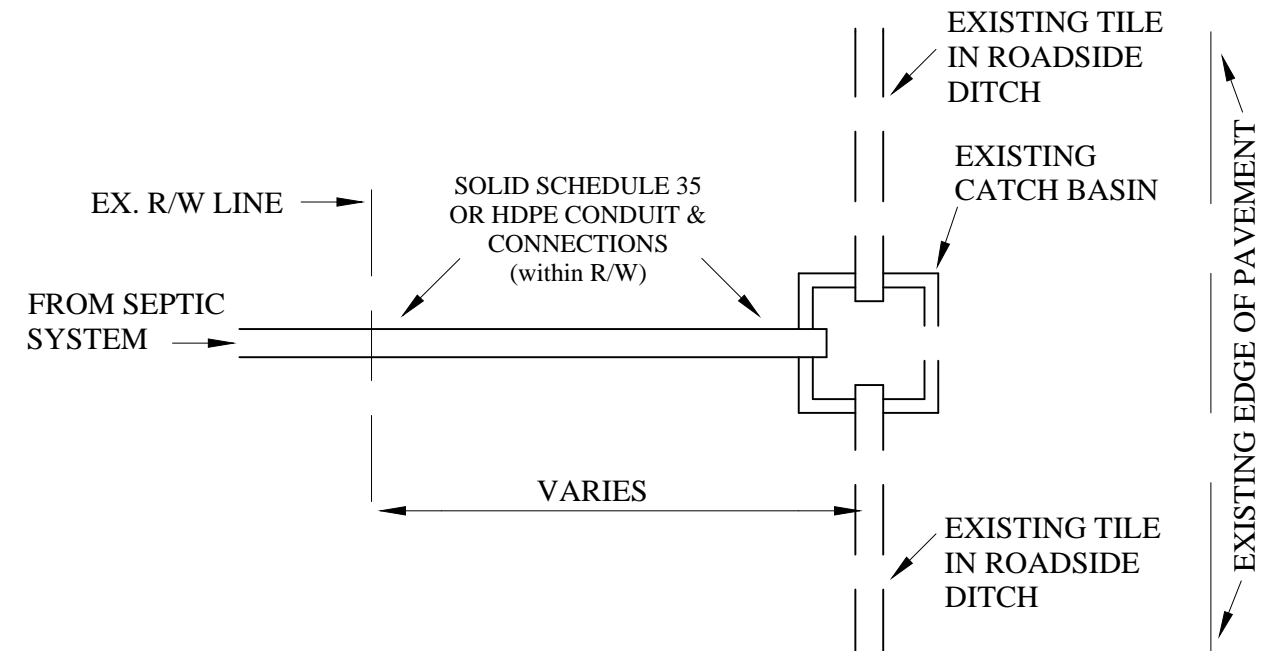 EXISTING TILE
IN ROADSIDE
DITCH
EXISTING
CATCH BASIN
SOLID SCHEDULE 35
OR HDPE CONDUIT &
CONNECTIONS
(within R/W)
EX. R/W LINE
FROM SEPTIC
SYSTEM
VARIES
EXISTING TILE
IN ROADSIDE
DITCH
EXISTING EDGE OF PAVEMENT